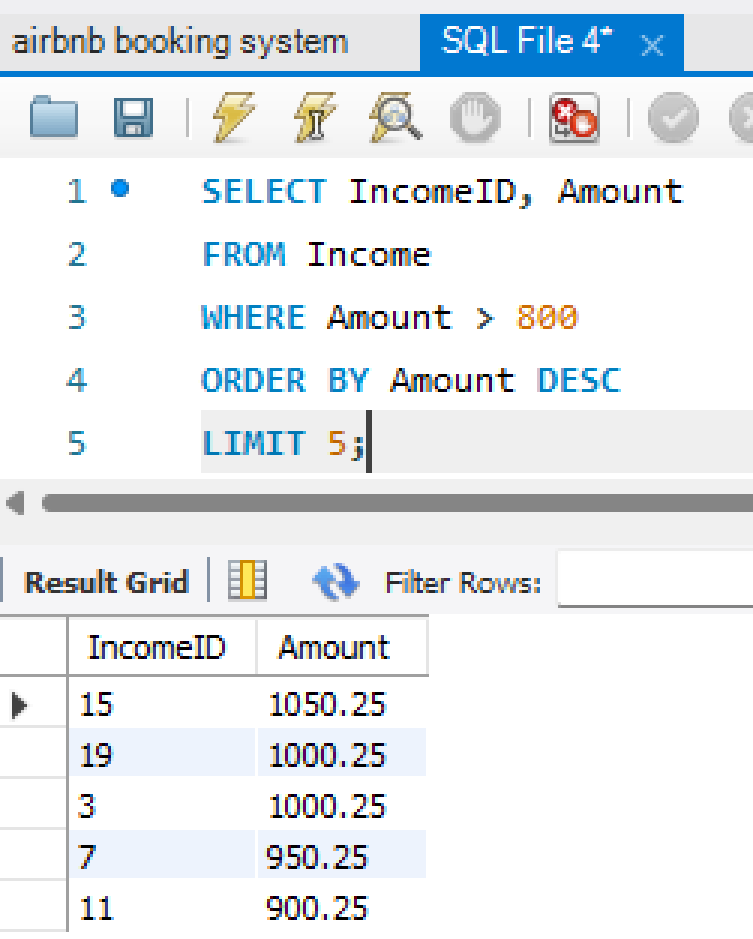 airbnb booking system SQL File 4* ×
1 SELECT IncomeID, Amount
2 FROM Income
3 WHERE Amount > 800
4 ORDER BY Amount DESC
5 LIMIT 5;
Result Grid Filter Rows:
IncomeID Amount
15 1050.25
19 1000.25
3 1000.25
7 950.25
11 900.25